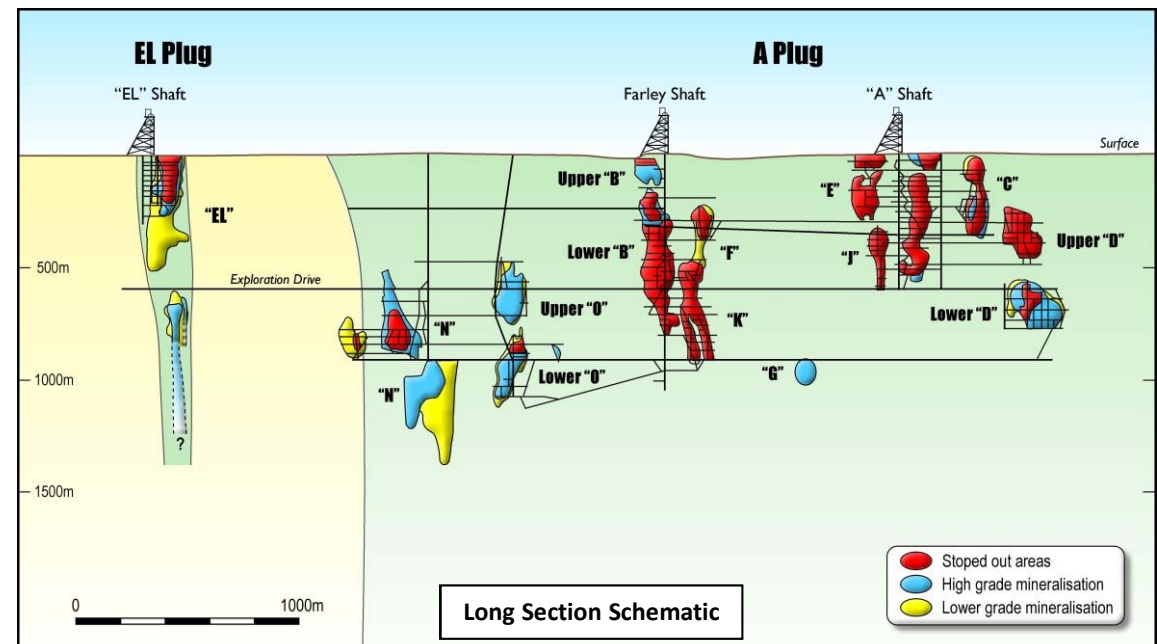 EL Plug
A Plug
"EL" Shaft
Farley Shaft
"A" Shaft
Surface
Upper "B"
"E"
"C"
"EL"
Upper "D"
Lower "B"
"F"
"J"
500m
Exploration Drive
Upper "O"
Lower "D"
"N"
"K"
Lower "O"
"G"
1000m
"N"
?
1500m
Stoped out areas
High grade mineralisation
Lower grade mineralisation
0
1000m
Long Section Schematic